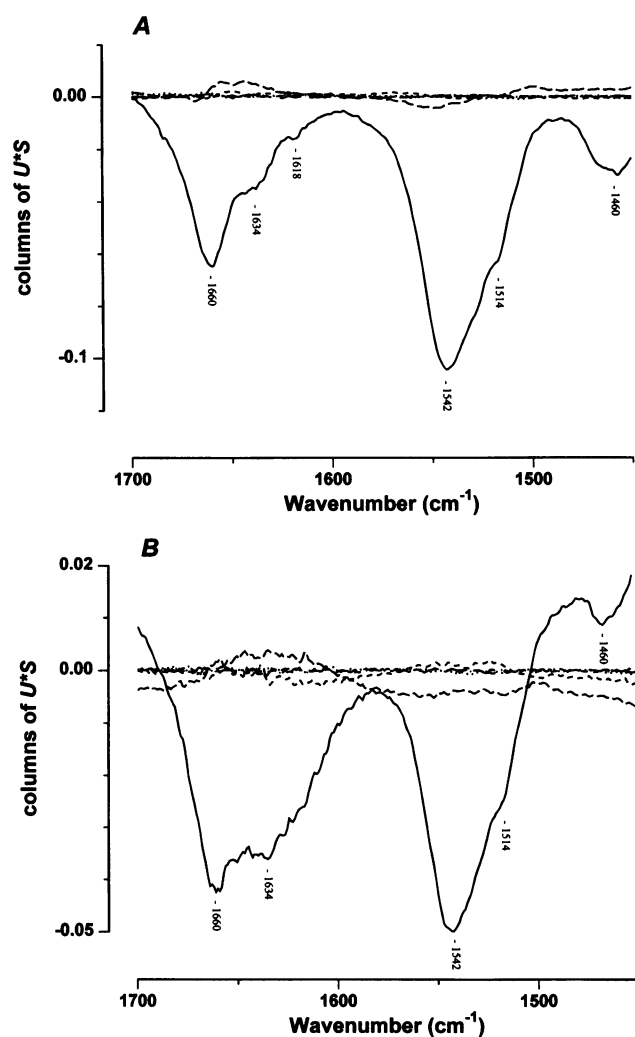 A
0.00
-0.1
columns of U*S
- 1660
- 1634
- 1618
- 1542
- 1514
- 1460
1700 1600 1500
Wavenumber (cm-1)
B
0.02
0.00
-0.05
columns of U*S
- 1660
- 1634
- 1542
- 1514
- 1460
1700 1600 1500
Wavenumber (cm-1)